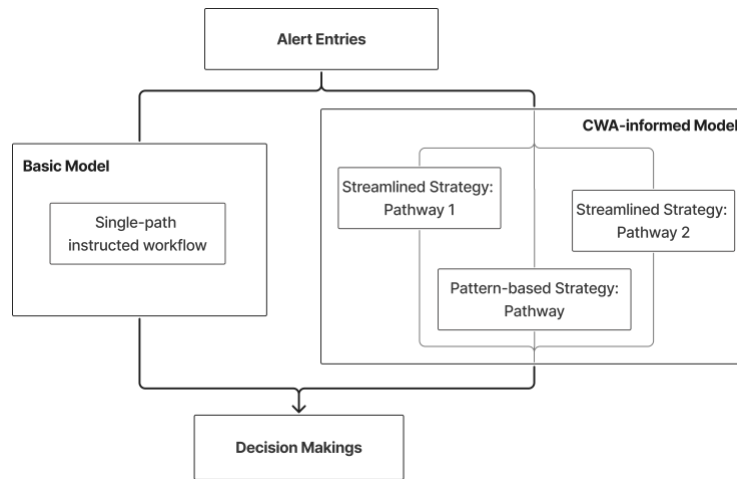 Alert Entries
Basic Model
Single-path
instructed workflow
CWA-informed Model
Streamlined Strategy:
Pathway 1
Streamlined Strategy:
Pathway 2
Pattern-based Strategy:
Pathway
Decision Makings